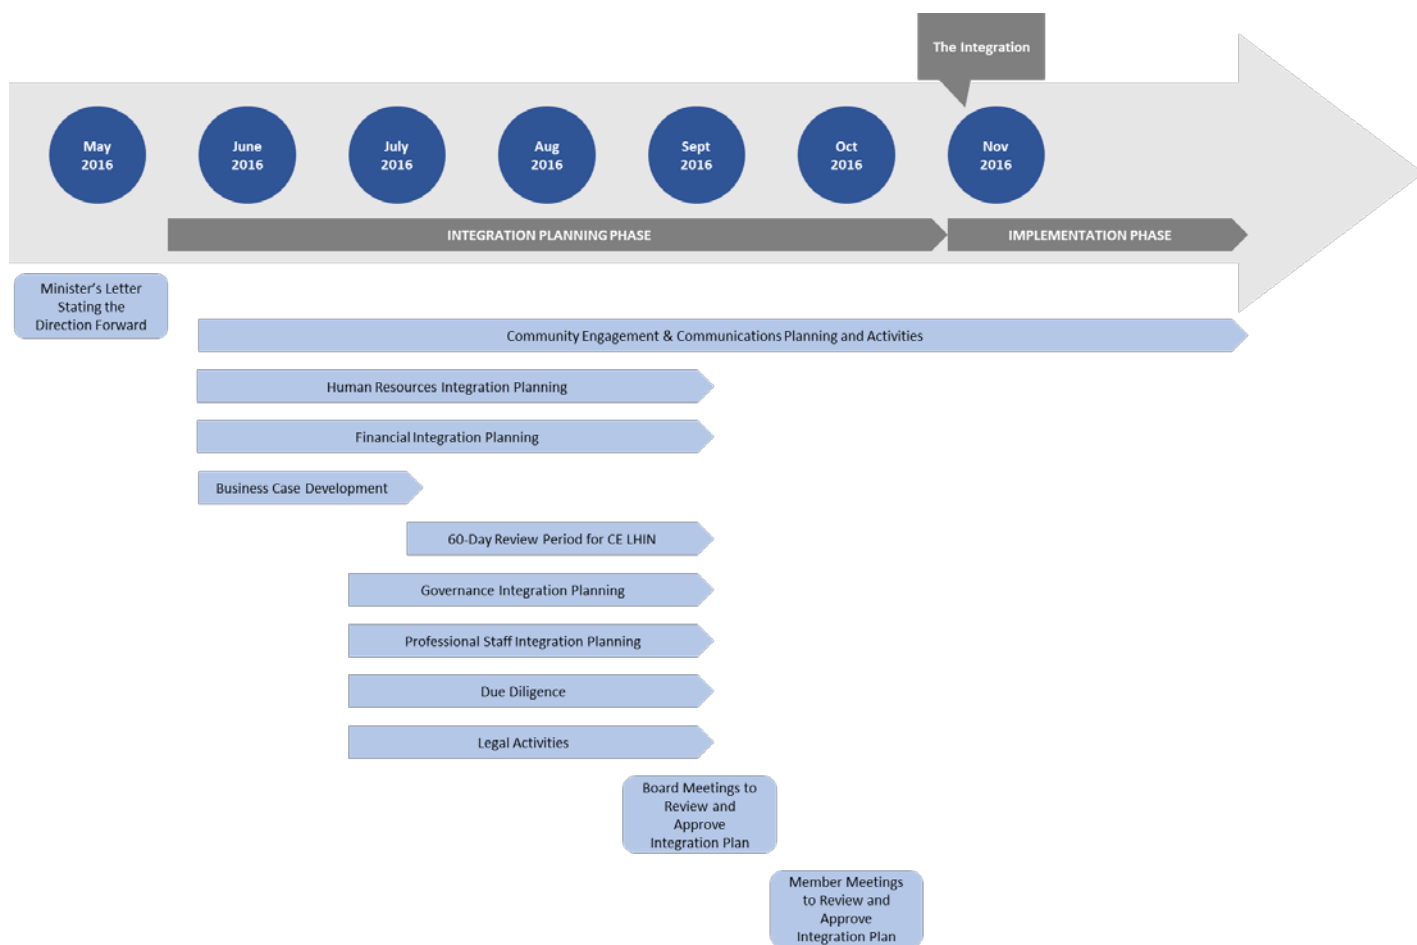 The Integration
May
2016
June
2016
July
2016
Aug
2016
Sept
2016
Oct
2016
Nov
2016
INTEGRATION PLANNING PHASE
IMPLEMENTATION PHASE
Minister's Letter
Stating the
Direction Forward
Community Engagement & Communications Planning and Activities
Human Resources Integration Planning
Financial Integration Planning
Business Case Development
60-Day Review Period for CE LHIN
Governance Integration Planning
Professional Staff Integration Planning
Due Diligence
Legal Activities
Board Meetings to
Review and
Approve
Integration Plan
Member Meetings
to Review and
Approve
Integration Plan